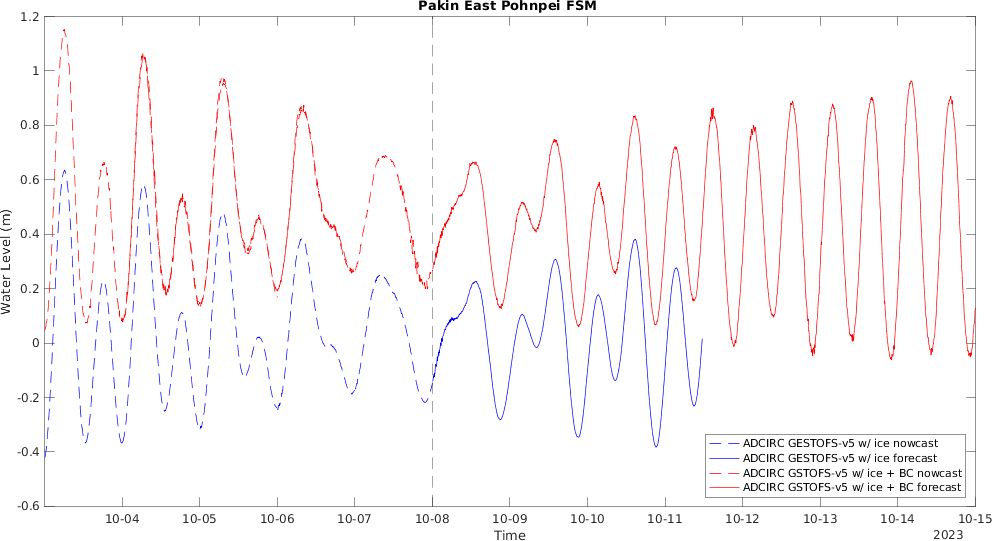 Pakin East Pohnpei FSM
1.2
1
0.8
0.6
0.4
0.2
0
-0.2
-0.4
-0.6
Water Level (m)
10-04 10-05 10-06 10-07 10-08 10-09 10-10 10-11 10-12 10-13 10-14 10-15
Time
2023
ADCIRC GESTOFS-v5 w/ ice nowcast
ADCIRC GESTOFS-v5 w/ ice forecast
ADCIRC GSTOFS-v5 w/ ice + BC nowcast
ADCIRC GSTOFS-v5 w/ ice + BC forecast